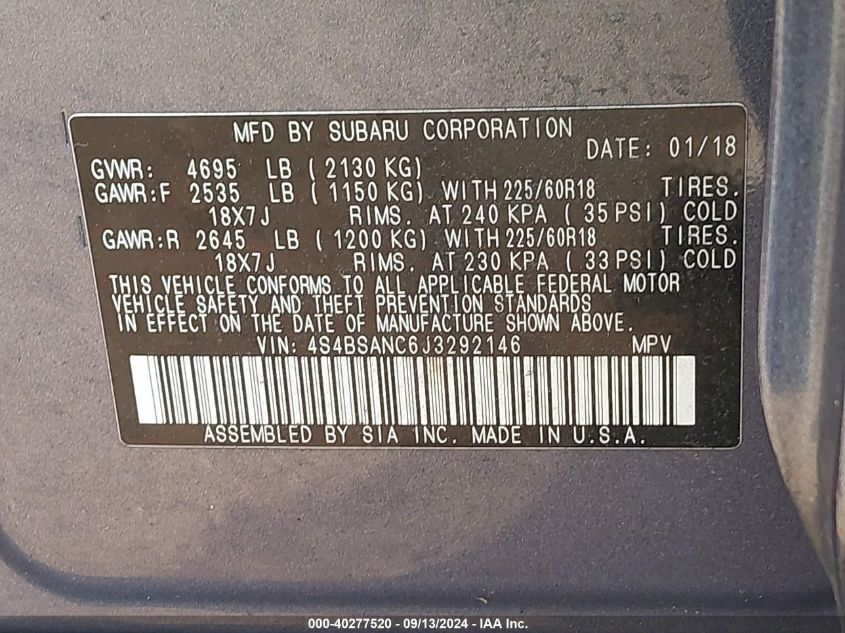 MFD BY SUBARU CORPORATION
DATE: 01/18
GVWR: 4695 LB ( 2130 KG)
GAWR:F 2535 LB ( 1150 KG) WITH 225/60R18 TIRES.
18X7J RIMS. AT 240 KPA ( 35 PSI) COLD
GAWR:R 2645 LB ( 1200 KG) WITH 225/60R18 TIRES.
18X7J RIMS. AT 230 KPA ( 33 PSI) COLD
THIS VEHICLE CONFORMS TO ALL APPLICABLE FEDERAL MOTOR
VEHICLE SAFETY AND THEFT PREVENTION STANDARDS
IN EFFECT ON THE DATE OF MANUFACTURE SHOWN ABOVE.
VIN: 4S4BSANC6J3292146 MPV
ASSEMBLED BY SIA INC. MADE IN U.S.A.
000-40277520 - 09/13/2024 - IAA Inc.